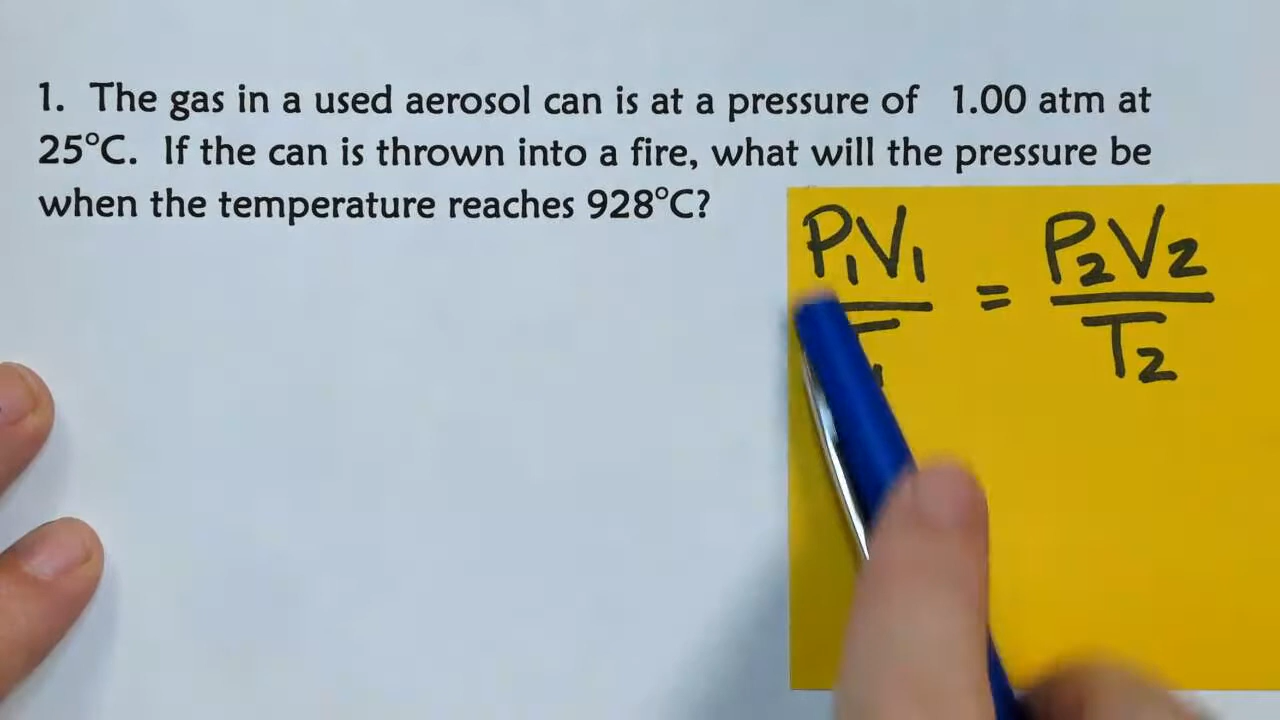 1. The gas in a used aerosol can is at a pressure of 1.00 atm at
25°C. If the can is thrown into a fire, what will the pressure be
when the temperature reaches 928°C?
P₁V₁ = P₂V₂
T₂